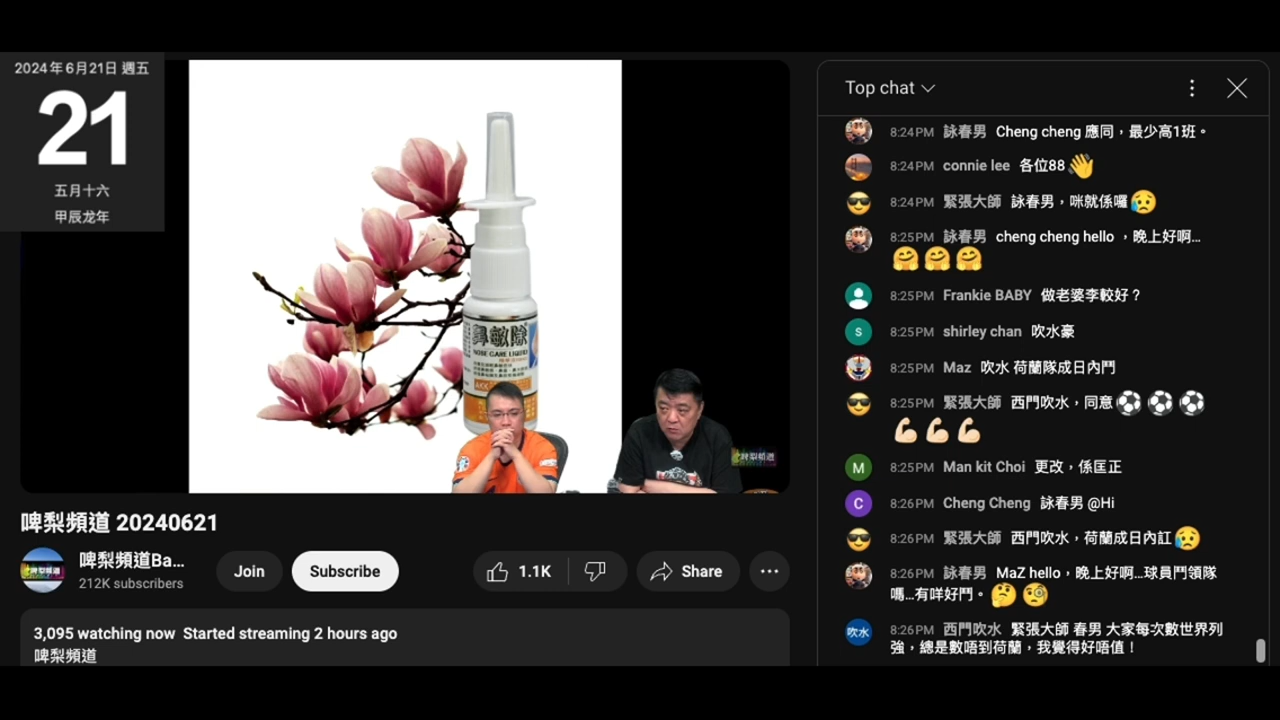 2024年6月21日 週五
21
五月十六
甲辰龙年
鼻敏除
NOSE CARE LIQUID
啤梨頻道
啤梨頻道 20240621
啤梨頻道Ba...
212K subscribers
Join
Subscribe
1.1K
Share
3,095 watching now Started streaming 2 hours ago
啤梨頻道
Top chat
8:24PM 詠春男 Cheng cheng 應同，最少高1班。
8:24PM connie lee 各位88👋
8:24PM 緊張大師 詠春男，咪就係囉😥
8:25PM 詠春男 cheng cheng hello ，晚上好啊...
🤗🤗🤗
8:25PM Frankie BABY 做老婆李較好？
S
8:25PM shirley chan 吹水豪
8:25PM Maz 吹水 荷蘭隊成日內鬥
8:25PM 緊張大師 西門吹水，同意⚽⚽⚽
💪🏻💪🏻💪🏻
M
8:25PM Man kit Choi 更改，係匡正
C
8:26PM Cheng Cheng 詠春男 @Hi
8:26PM 緊張大師 西門吹水，荷蘭成日內訌😥
8:26PM 詠春男 MaZ hello，晚上好啊...球員鬥領隊
嗎...有咩好鬥。🤔🧐
吹水
8:26PM 西門吹水 緊張大師 春男 大家每次數世界列
強，總是數唔到荷蘭，我覺得好唔值！